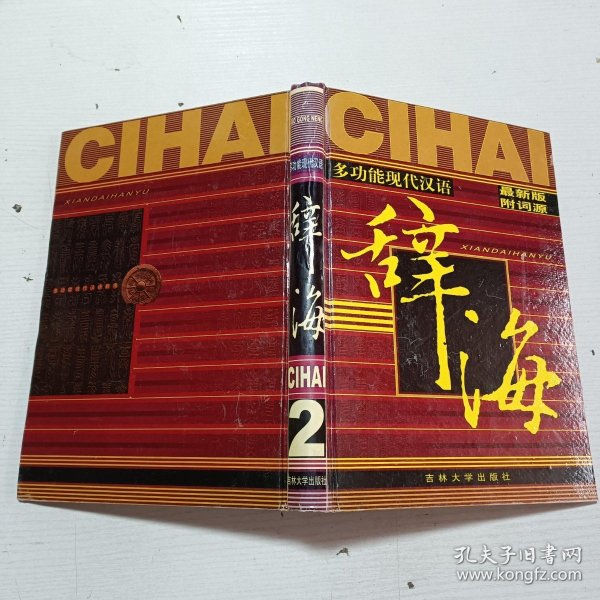 CIHAI
XIANDAIHANYU
GONG NENG
多功能现代汉语
辞海
CIHAI
2
吉林大学出版社
CIHAI
多功能现代汉语
最新版
附词源
XIANDAIHANYU
辞海
吉林大学出版社
孔夫子旧书网
www.kongfz.com